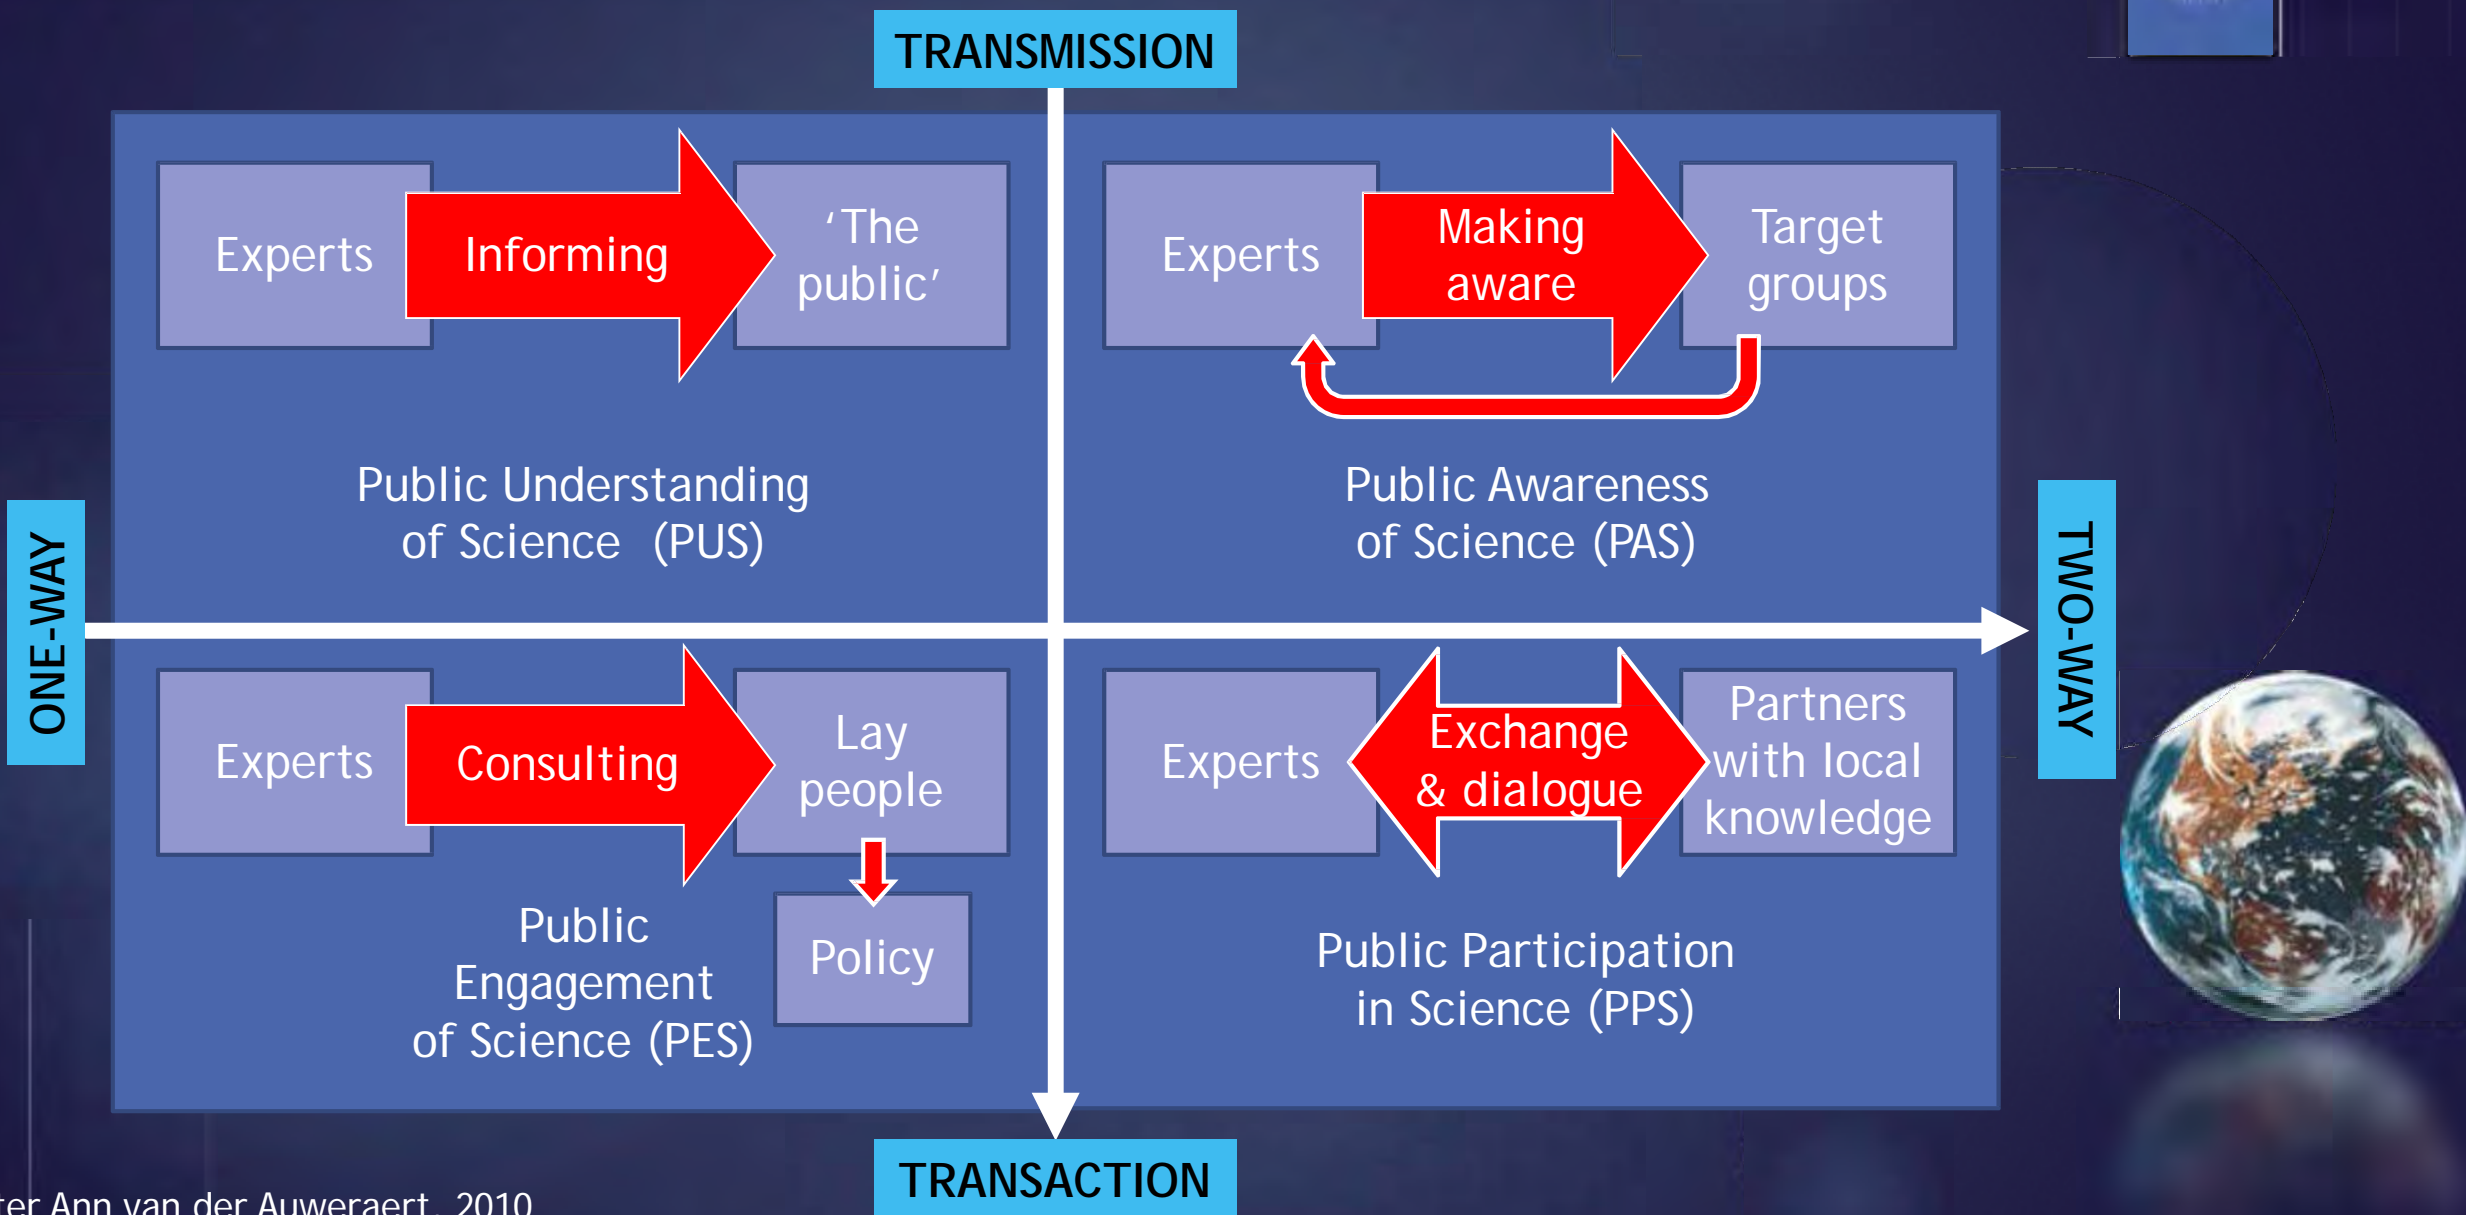 TRANSMISSION
Experts
Informing
‘The
public’
Public Understanding
of Science (PUS)
Experts
Making
aware
Target
groups
Public Awareness
of Science (PAS)
ONE-WAY
TWO-WAY
Experts
Consulting
Lay
people
Policy
Public
Engagement
of Science (PES)
Experts
Exchange
& dialogue
Partners
with local
knowledge
Public Participation
in Science (PPS)
TRANSACTION
Ann van der Auweraert, 2010